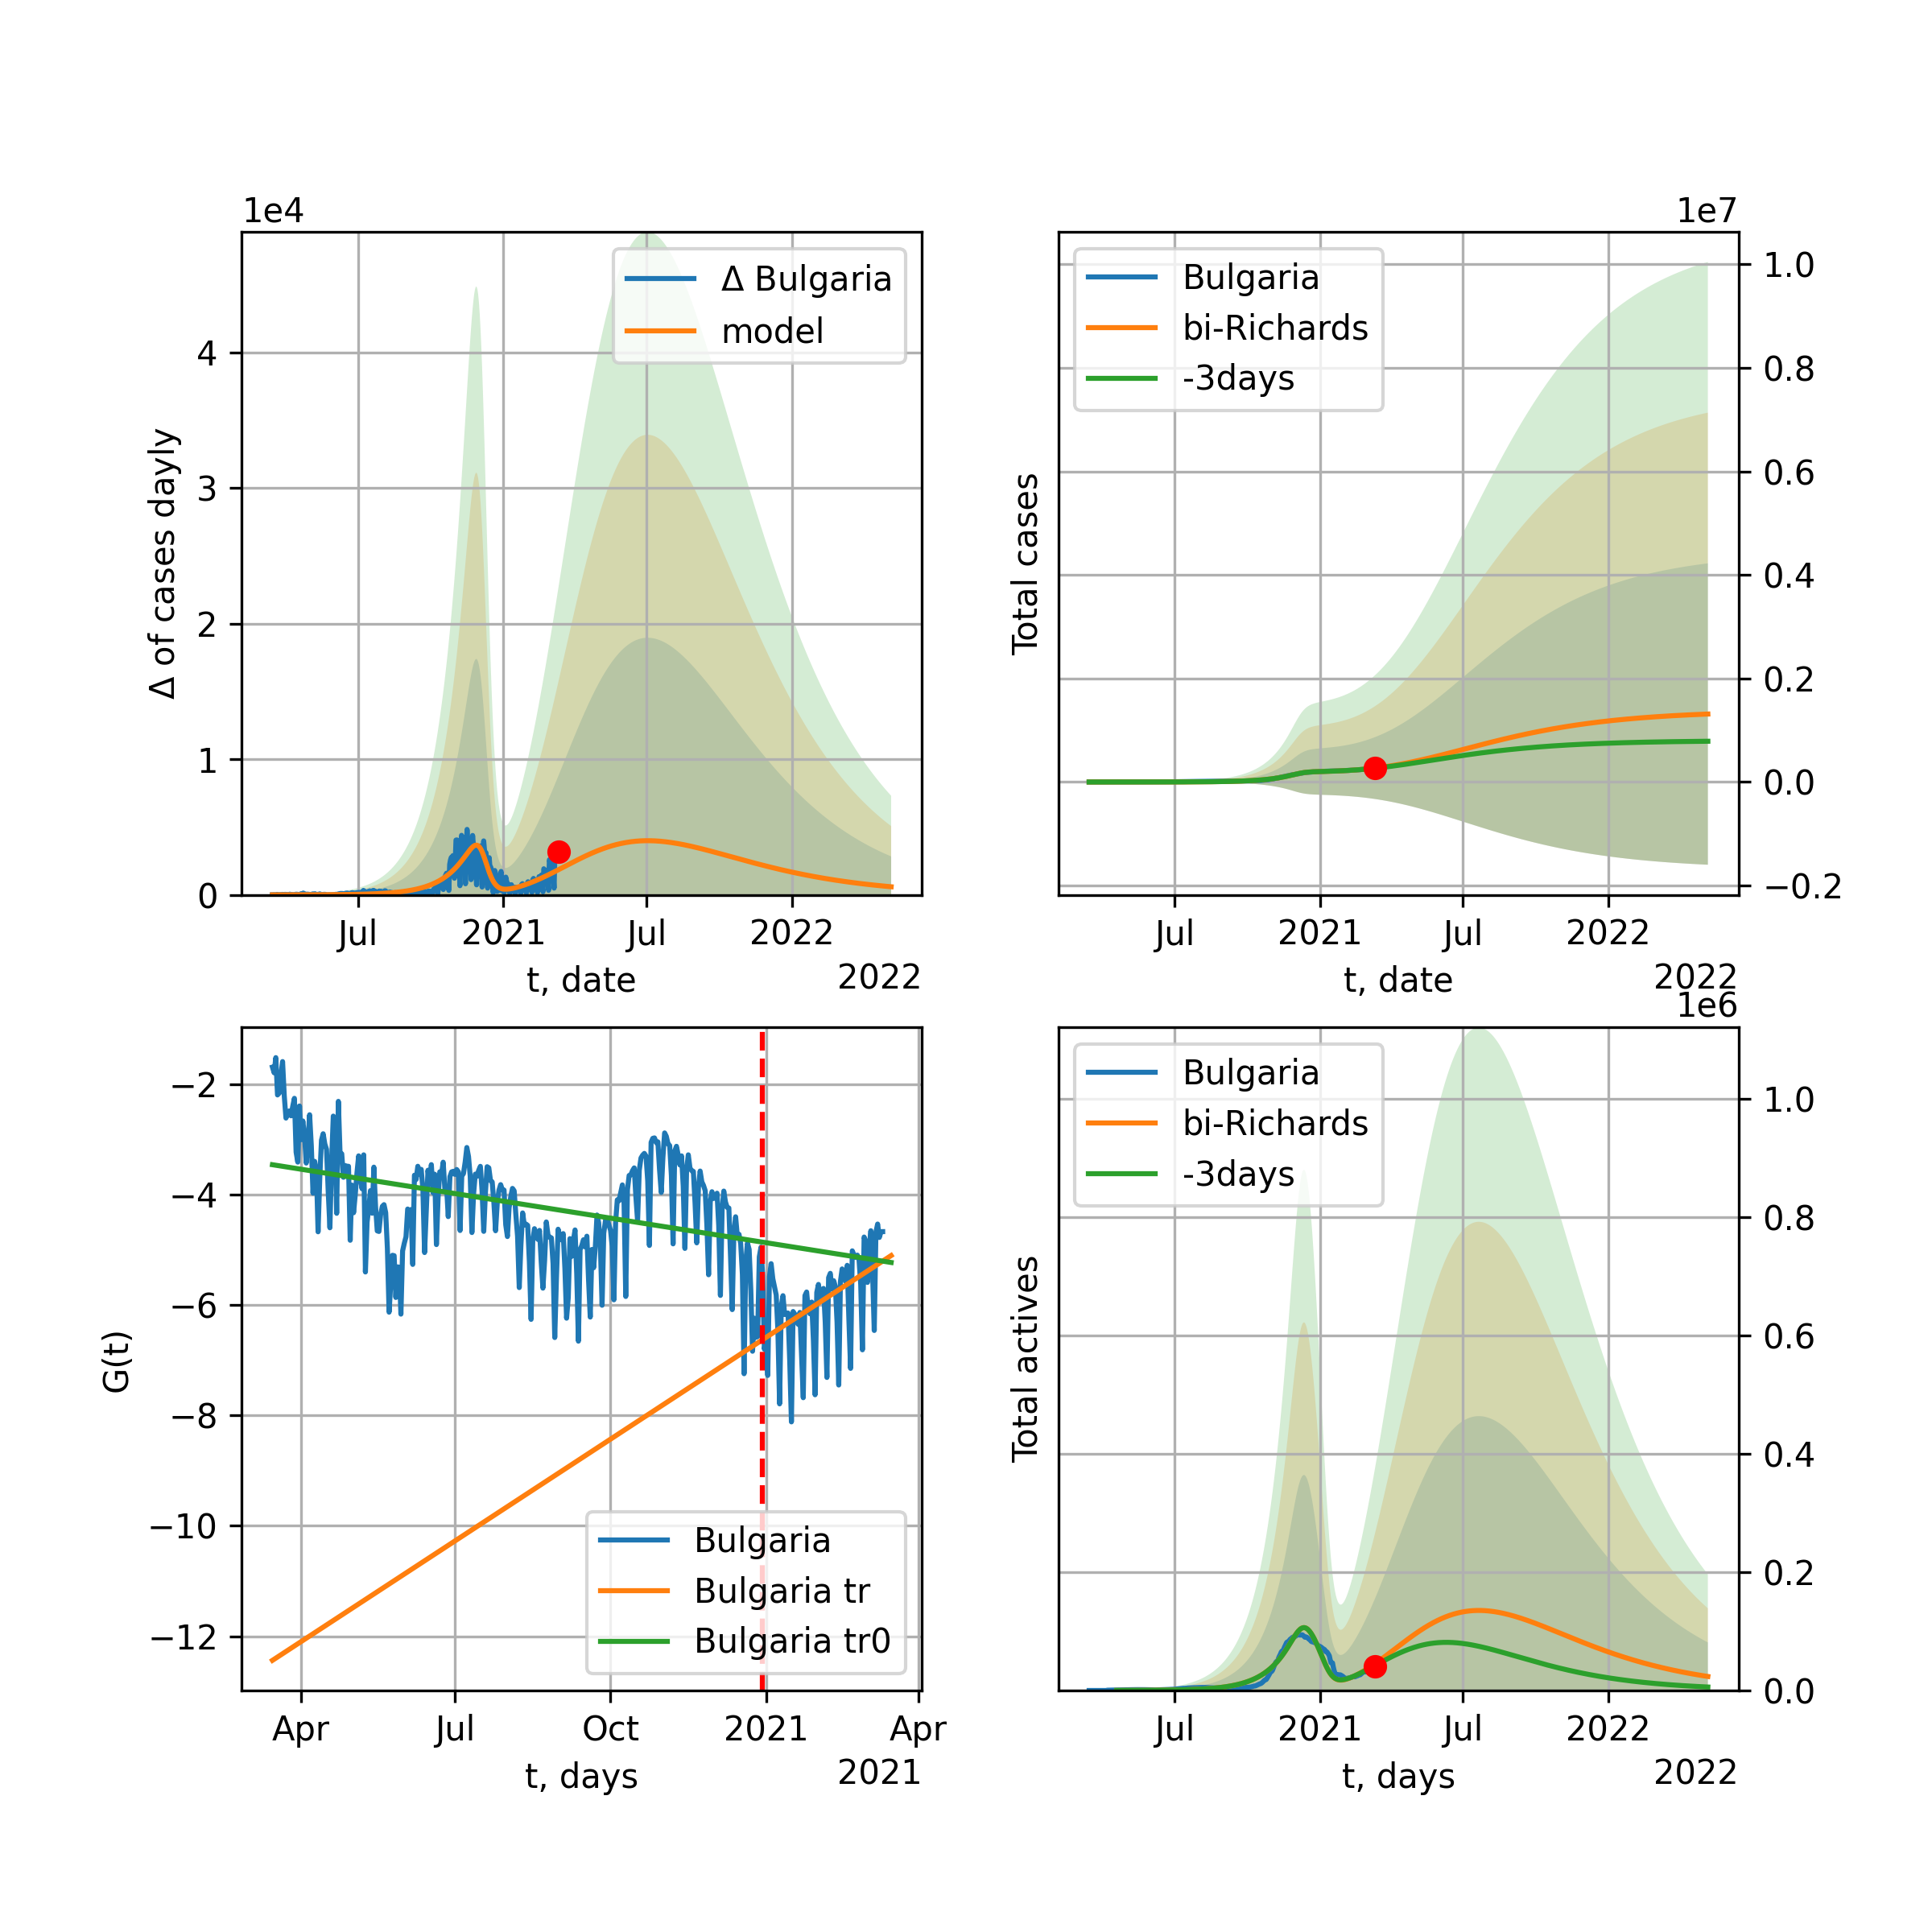 1e4
Δ of cases dayly
4
3
2
1
0
Δ Bulgaria
model
Jul
2021
Jul
2022
t, date
2022
1e7
Total cases
Bulgaria
bi-Richards
-3days
1.0
0.8
0.6
0.4
0.2
0.0
−0.2
Jul
2021
Jul
2022
t, date
2022
G(t)
−2
−4
−6
−8
−10
−12
Bulgaria
Bulgaria tr
Bulgaria tr0
Apr
Jul
Oct
2021
Apr
t, days
2021
1e6
Total actives
Bulgaria
bi-Richards
-3days
1.0
0.8
0.6
0.4
0.2
0.0
Jul
2021
Jul
2022
t, days
2022